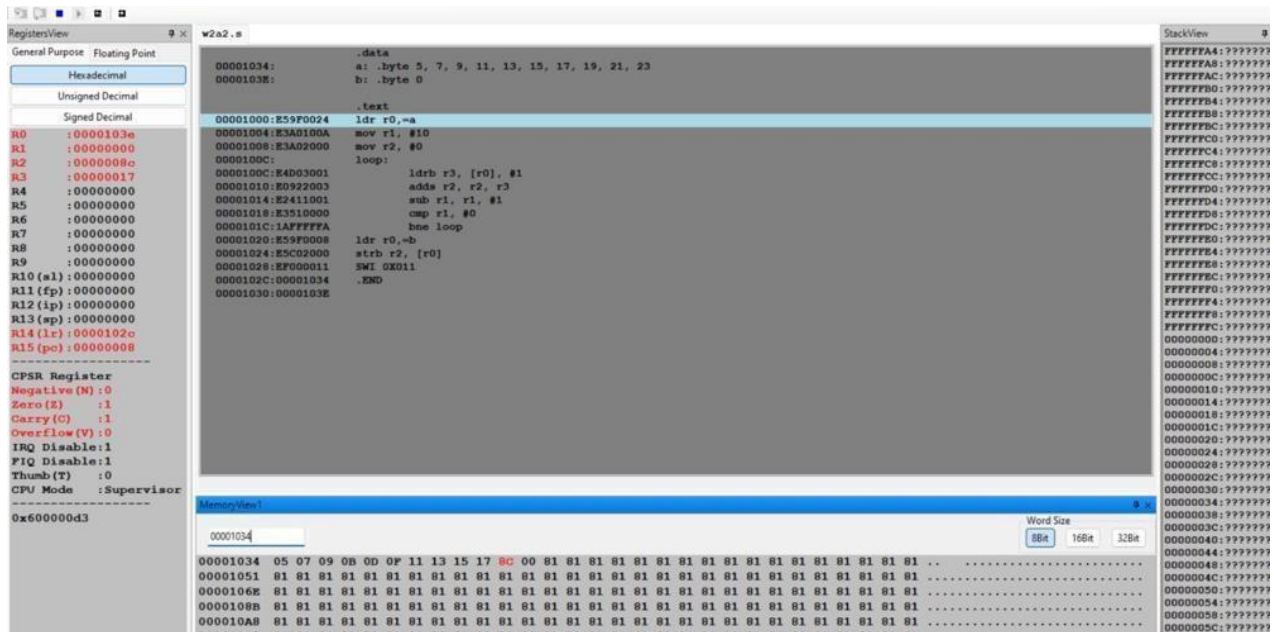 RegistersView
General Purpose Floating Point
Hexadecimal
Unsigned Decimal
Signed Decimal
R0 :0000103e
R1 :00000000
R2 :0000008c
R3 :00000017
R4 :00000000
R5 :00000000
R6 :00000000
R7 :00000000
R8 :00000000
R9 :00000000
R10(sl):00000000
R11(fp):00000000
R12(ip):00000000
R13(sp):00000000
R14(lr):0000102c
R15(pc):00000008
-------------------
CPSR Register
Negative(N):0
Zero(Z) :1
Carry(C) :1
Overflow(V):0
IRQ Disable:1
FIQ Disable:1
Thumb(T) :0
CPU Mode :Supervisor
-------------------
0x600000d3
w2a2.s
.data
00001034: a: .byte 5, 7, 9, 11, 13, 15, 17, 19, 21, 23
0000103E: b: .byte 0
.text
00001000:E59F0024 ldr r0,=a
00001004:E3A0100A mov r1, #10
00001008:E3A02000 mov r2, #0
0000100C: loop:
0000100C:E4D03001 ldrb r3, [r0], #1
00001010:E0922003 adds r2, r2, r3
00001014:E2411001 sub r1, r1, #1
00001018:E3510000 cmp r1, #0
0000101C:1AFFFFFA bne loop
00001020:E59F0008 ldr r0,=b
00001024:E5C02000 strb r2, [r0]
00001028:EF000011 SWI 0X011
0000102C:00001034 .END
00001030:0000103E
MemoryView1
00001034
Word Size
8Bit 16Bit 32Bit
00001034 05 07 09 0B 0D 0F 11 13 15 17 8C 00 81 81 81 81 81 81 81 81 81 81 81 81 81 81 81 81 81
00001051 81 81 81 81 81 81 81 81 81 81 81 81 81 81 81 81 81 81 81 81 81 81 81 81 81 81 81 81 81
0000106E 81 81 81 81 81 81 81 81 81 81 81 81 81 81 81 81 81 81 81 81 81 81 81 81 81 81 81 81 81
0000108B 81 81 81 81 81 81 81 81 81 81 81 81 81 81 81 81 81 81 81 81 81 81 81 81 81 81 81 81 81
000010A8 81 81 81 81 81 81 81 81 81 81 81 81 81 81 81 81 81 81 81 81 81 81 81 81 81 81 81 81 81
StackView
FFFFFFA4:???????
FFFFFFA8:???????
FFFFFFAC:???????
FFFFFFB0:???????
FFFFFFB4:???????
FFFFFFB8:???????
FFFFFFBC:???????
FFFFFFC0:???????
FFFFFFC4:???????
FFFFFFC8:???????
FFFFFFCC:???????
FFFFFFD0:???????
FFFFFFD4:???????
FFFFFFD8:???????
FFFFFFDC:???????
FFFFFFE0:???????
FFFFFFE4:???????
FFFFFFE8:???????
FFFFFFEC:???????
FFFFFFF0:???????
FFFFFFF4:???????
FFFFFFF8:???????
FFFFFFFC:???????
00000000:???????
00000004:???????
00000008:???????
0000000C:???????
00000010:???????
00000014:???????
00000018:???????
0000001C:???????
00000020:???????
00000024:???????
00000028:???????
0000002C:???????
00000030:???????
00000034:???????
00000038:???????
0000003C:???????
00000040:???????
00000044:???????
00000048:???????
0000004C:???????
00000050:???????
00000054:???????
00000058:???????
0000005C:???????